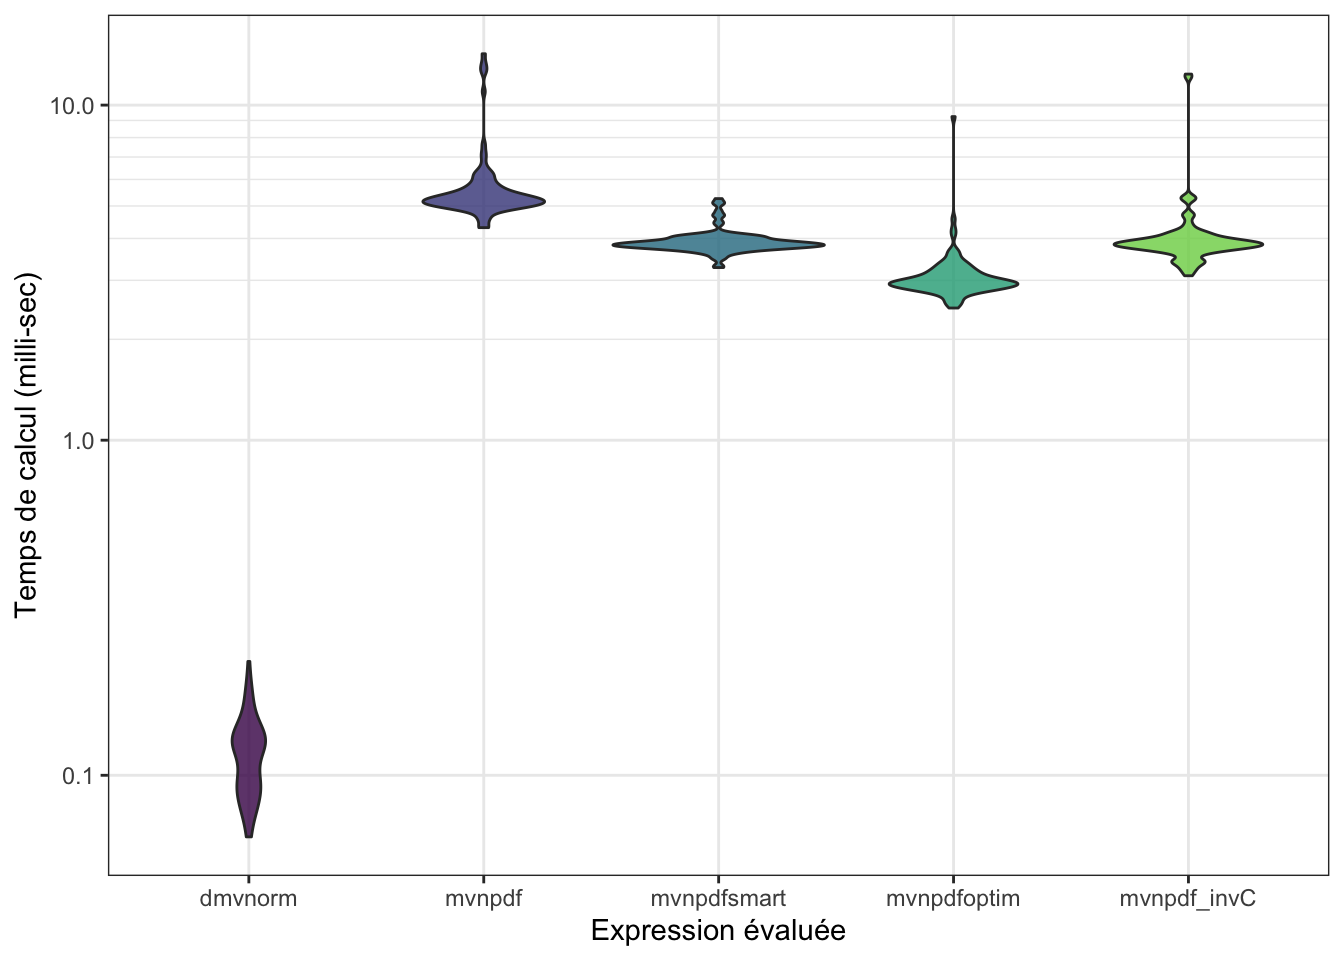 Temps de calcul (milli-sec)
10.0
1.0
0.1
dmvnorm
mvnpdf
mvnpdfsmart
mvnpdfoptim
mvnpdf_invC
Expression évaluée